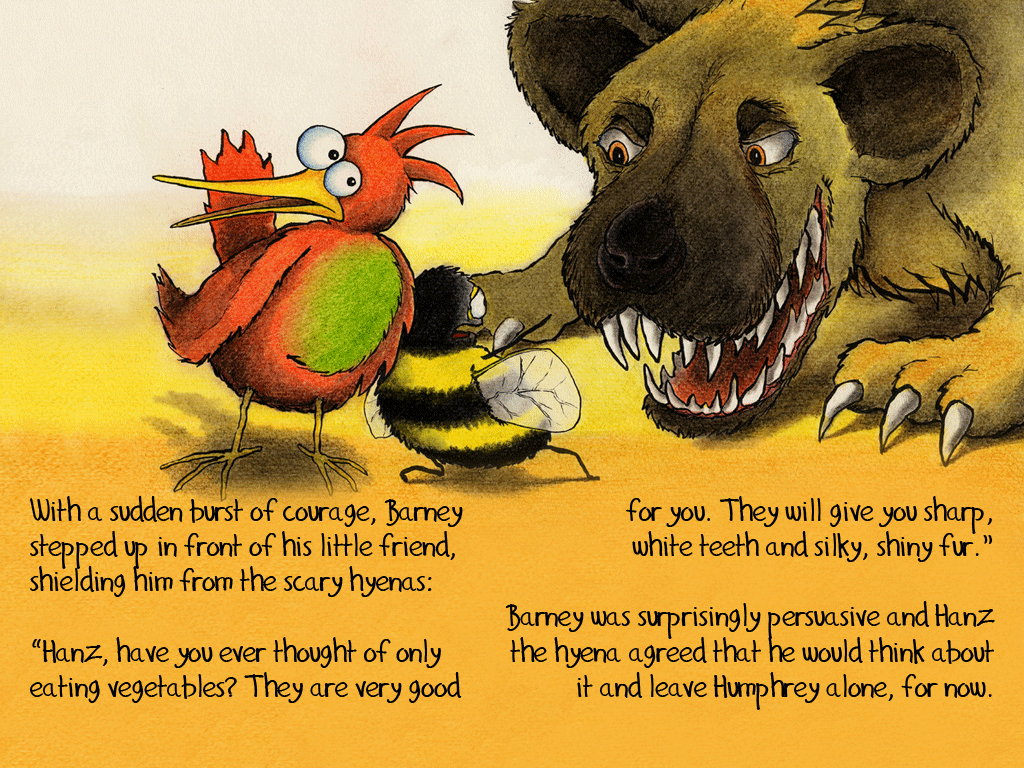 With a sudden burst of courage, Barney
stepped up in front of his little friend,
shielding him from the scary hyenas:
“Hanz, have you ever thought of only
eating vegetables? They are very good
for you. They will give you sharp,
white teeth and silky, shiny fur.”
Barney was surprisingly persuasive and Hanz
the hyena agreed that he would think about
it and leave Humphrey alone, for now.